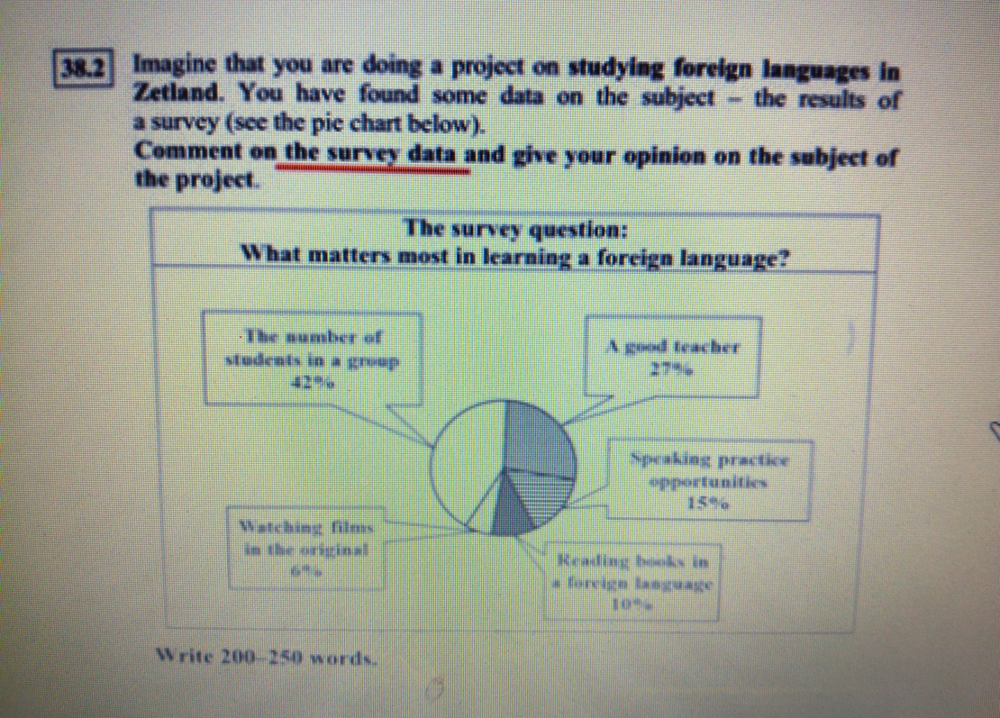 38.2 Imagine that you are doing a project on studying foreign languages in
Zetland. You have found some data on the subject – the results of
a survey (see the pie chart below).
Comment on the survey data and give your opinion on the subject of
the project.
The survey question:
What matters most in learning a foreign language?
The number of
students in a group
42%
A good teacher
27%
Speaking practice
opportunities
15%
Watching films
in the original
6%
Reading books in
a foreign language
10%
Write 200–250 words.